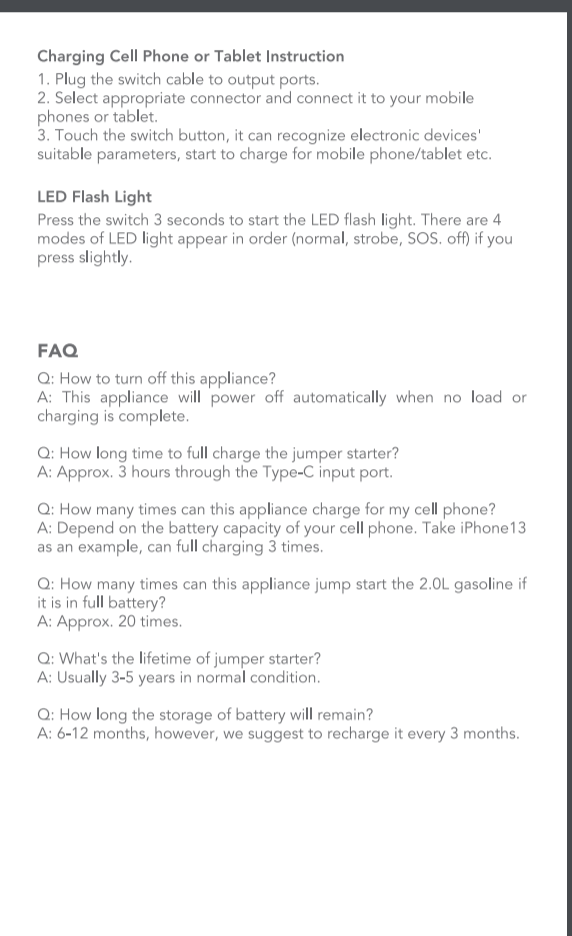 Charging Cell Phone or Tablet Instruction
1. Plug the switch cable to output ports.
2. Select appropriate connector and connect it to your mobile
phones or tablet.
3. Touch the switch button, it can recognize electronic devices'
suitable parameters, start to charge for mobile phone/tablet etc.
LED Flash Light
Press the switch 3 seconds to start the LED flash light. There are 4
modes of LED light appear in order (normal, strobe, SOS. off) if you
press slightly.
FAQ
Q: How to turn off this appliance?
A: This appliance will power off automatically when no load or
charging is complete.
Q: How long time to full charge the jumper starter?
A: Approx. 3 hours through the Type-C input port.
Q: How many times can this appliance charge for my cell phone?
A: Depend on the battery capacity of your cell phone. Take iPhone13
as an example, can full charging 3 times.
Q: How many times can this appliance jump start the 2.0L gasoline if
it is in full battery?
A: Approx. 20 times.
Q: What's the lifetime of jumper starter?
A: Usually 3-5 years in normal condition.
Q: How long the storage of battery will remain?
A: 6-12 months, however, we suggest to recharge it every 3 months.